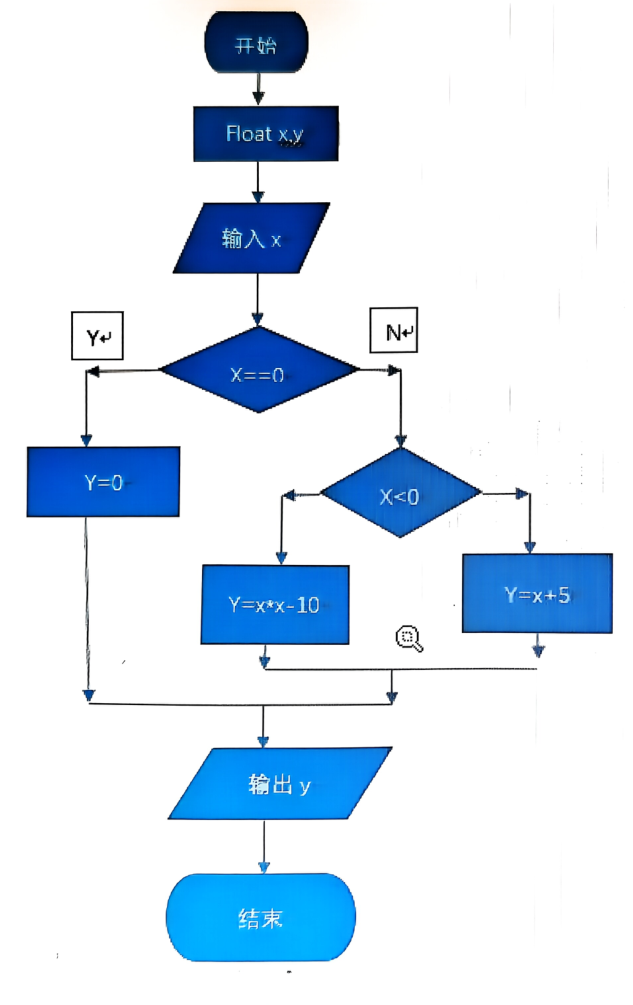 开始
Float x,y
输入 x
Y↵
N↵
X==0
Y=0
X<0
Y=x*x-10
Y=x+5
输出 y
结束